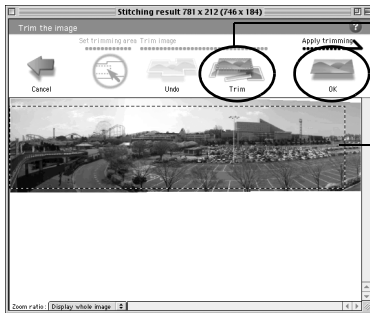 Stitching result 781 x 212 (746 x 184)
Trim the image
?
Set trimming area Trim image Apply trimming
Cancel Undo Trim OK
Zoom ratio: Display whole image